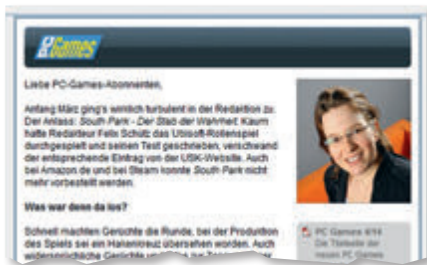 PC Games
Liebe PC-Games-Abonnenten,
Anfang März ging's wirklich turbulent in der Redaktion zu.
Der Anlass: South Park - Der Stab der Wahrheit. Kaum
hatte Redakteur Felix Schütz das Ubisoft-Rollenspiel
durchgespielt und seinen Test geschrieben, verschwand
der entsprechende Eintrag von der USK-Website. Auch
bei Amazon.de und bei Steam konnte South Park nicht
mehr vorbestellt werden.
Was war denn da los?
Schnell machten Gerüchte die Runde, bei der Produktion
des Spiels sei ein Hakenkreuz übersehen worden. Auch
widersprüchliche Gerüchte
PC Games 4/14
Die Titelseite der
neuen PC Games